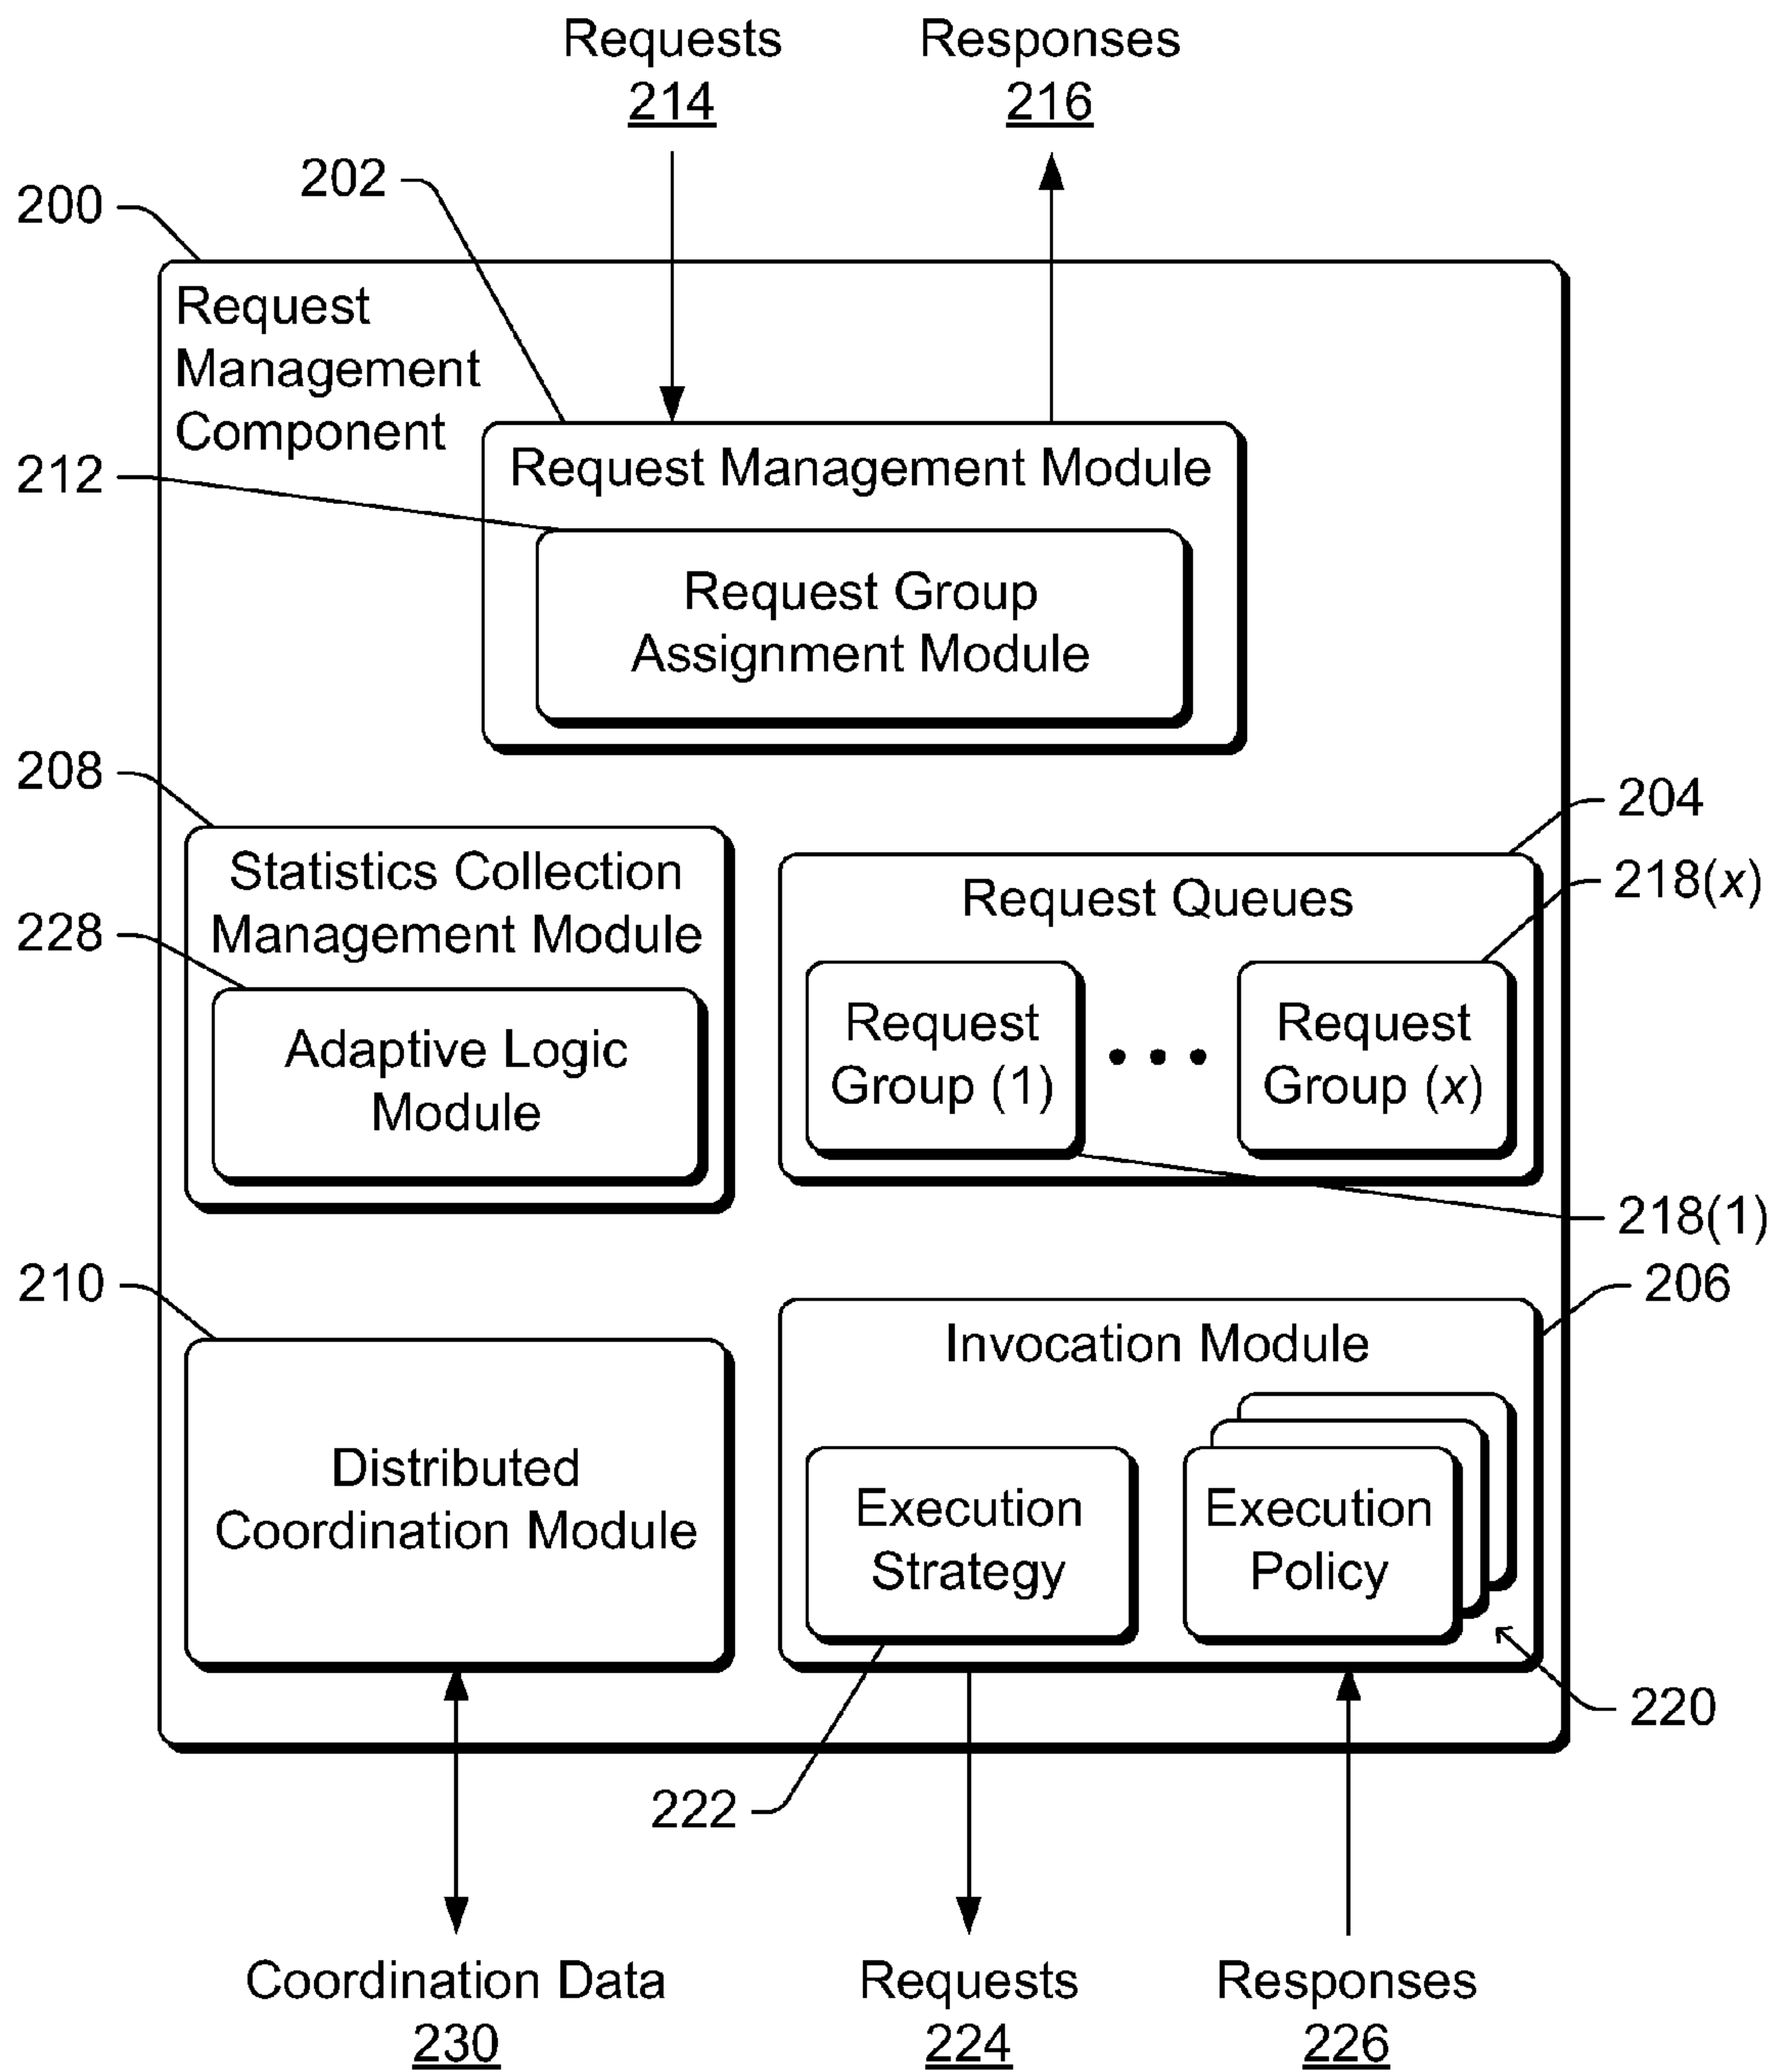 Requests
214
Responses
216
202
200
Request
Management
Component
212
Request Management Module
Request Group
Assignment Module
208
204
Statistics Collection
Management Module
228
Adaptive Logic
Module
Request Queues
218(x)
Request
Group (1)
• • •
Request
Group (x)
218(1)
210
206
Distributed
Coordination Module
Invocation Module
Execution
Strategy
Execution
Policy
220
222
Coordination Data
230
Requests
224
Responses
226